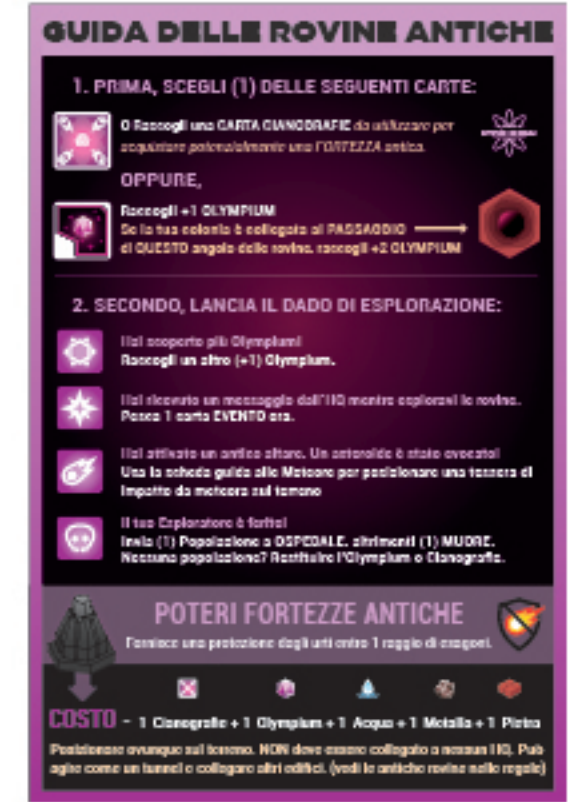 GUIDA DELLE ROVINE ANTICHE
1. PRIMA, SCEGLI (1) DELLE SEGUENTI CARTE:
O Raccogli una CARTA CIANOGRAFIE da utilizzare per
acquistare potenzialmente una FORTEZZA antica.
OPPURE,
Raccogli +1 OLYMPIUM
Se la tua colonia è collegata al PASSAGGIO
di QUESTO angolo delle rovine, raccogli +2 OLYMPIUM
2. SECONDO, LANCIA IL DADO DI ESPLORAZIONE:
Hai scoperto più Olympium!
Raccogli un altro (+1) Olympium.
Hai ricevuto un messaggio dall'HQ mentre esploravi le rovine.
Pesca 1 carta EVENTO ora.
Hai attivato un antico altare. Un asteroide è stato evocato!
Usa la scheda guida alle Meteore per posizionare una tessera di
Impatto da meteora sul terreno
Il tuo Esploratore è ferito!
Invia (1) Popolazione a OSPEDALE, altrimenti (1) MUORE.
Nessuna popolazione? Restituire l'Olympium o Cianografie.
POTERI FORTEZZE ANTICHE
Fornisce una protezione dagli urti entro 1 raggio di esagoni.
COSTO - 1 Cianografie + 1 Olympium + 1 Acqua + 1 Metallo + 1 Pietra
Posizionare ovunque sul terreno. NON deve essere collegato a nessun HQ. Può
agire come un tunnel e collegare altri edifici. (vedi le antiche rovine nelle regole)